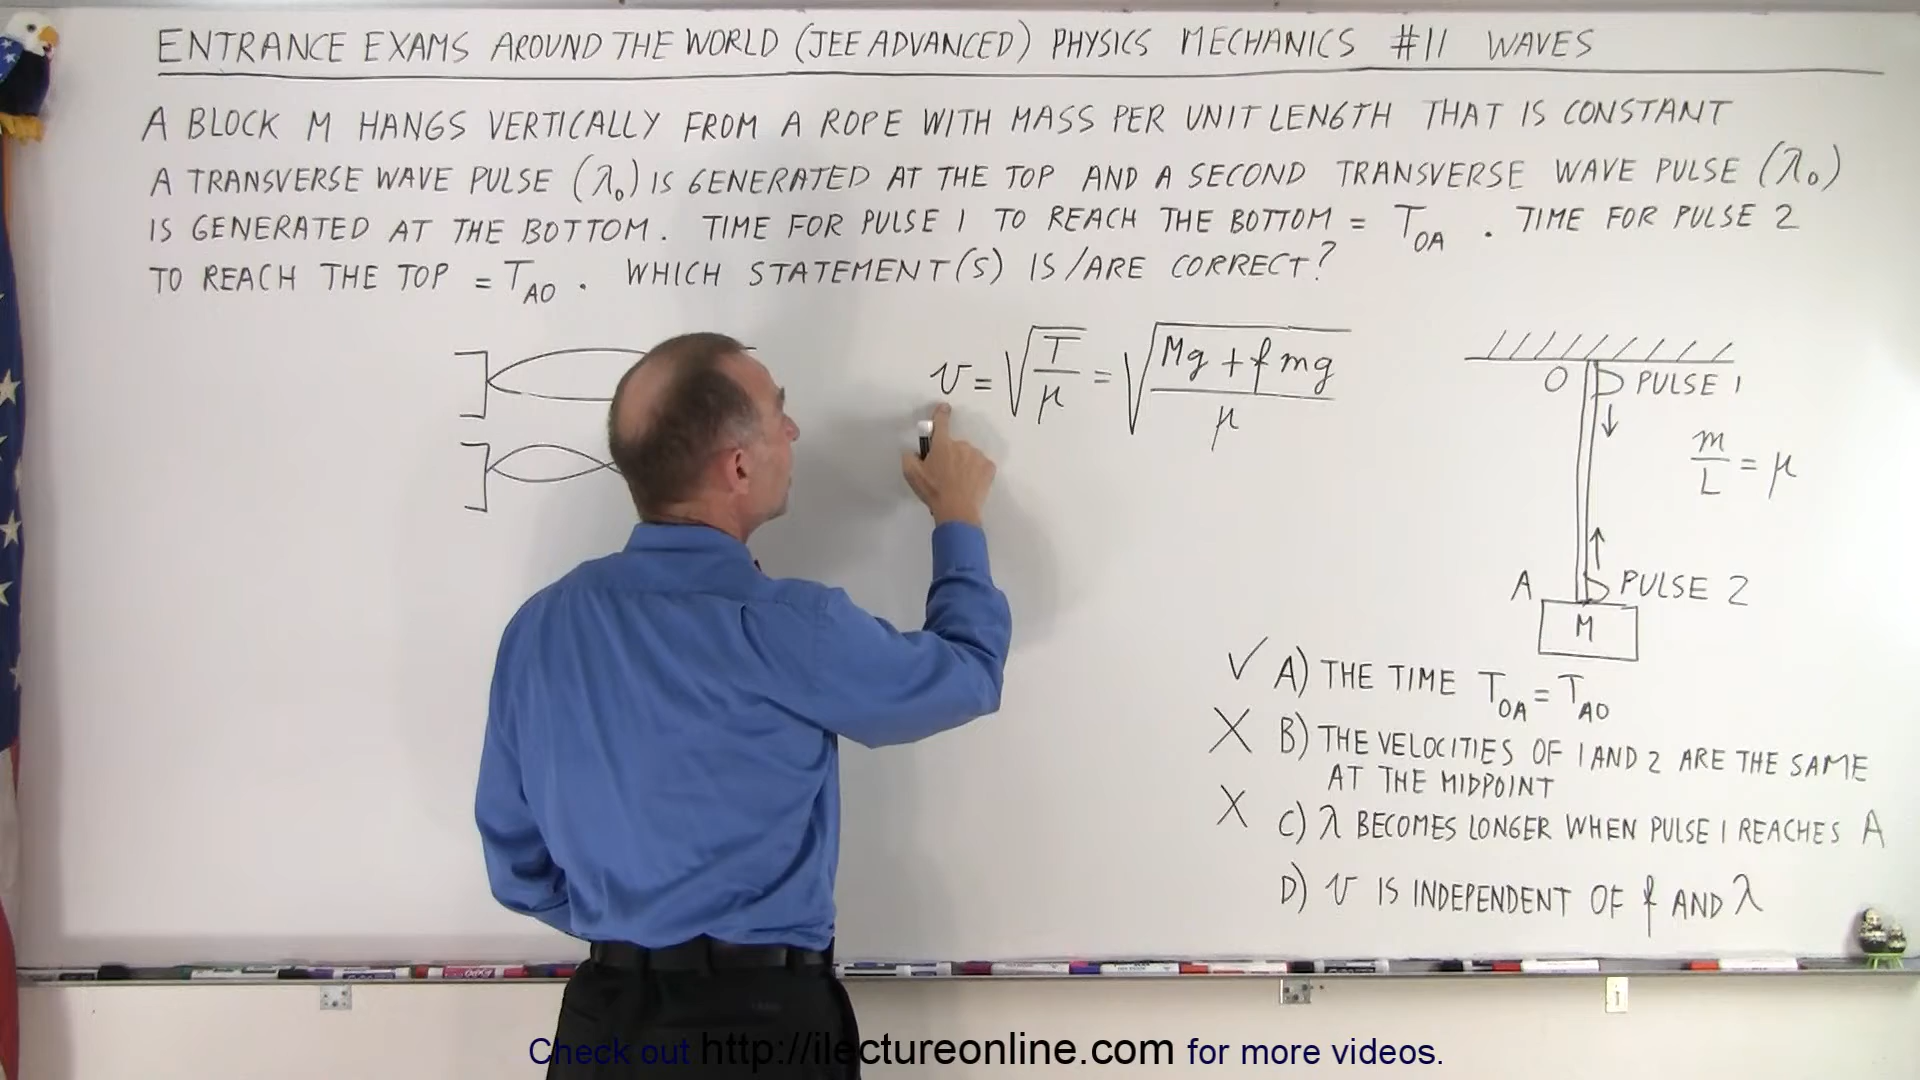 ENTRANCE EXAMS AROUND THE WORLD (JEE ADVANCED) PHYSICS MECHANICS #11 WAVES
A BLOCK M HANGS VERTICALLY FROM A ROPE WITH MASS PER UNIT LENGTH THAT IS CONSTANT
A TRANSVERSE WAVE PULSE (λ₀) IS GENERATED AT THE TOP AND A SECOND TRANSVERSE WAVE PULSE (λ₀)
IS GENERATED AT THE BOTTOM. TIME FOR PULSE 1 TO REACH THE BOTTOM = T_OA. TIME FOR PULSE 2
TO REACH THE TOP = T_AO. WHICH STATEMENT(S) IS/ARE CORRECT?
v = √(T/μ) = √((Mg + f mg)/μ)
O PULSE 1
m/L = μ
A PULSE 2
M
✓ A) THE TIME T_OA = T_AO
X B) THE VELOCITIES OF 1 AND 2 ARE THE SAME
AT THE MIDPOINT
X C) λ BECOMES LONGER WHEN PULSE 1 REACHES A
D) v IS INDEPENDENT OF f AND λ
Check out http://ilectureonline.com for more videos.